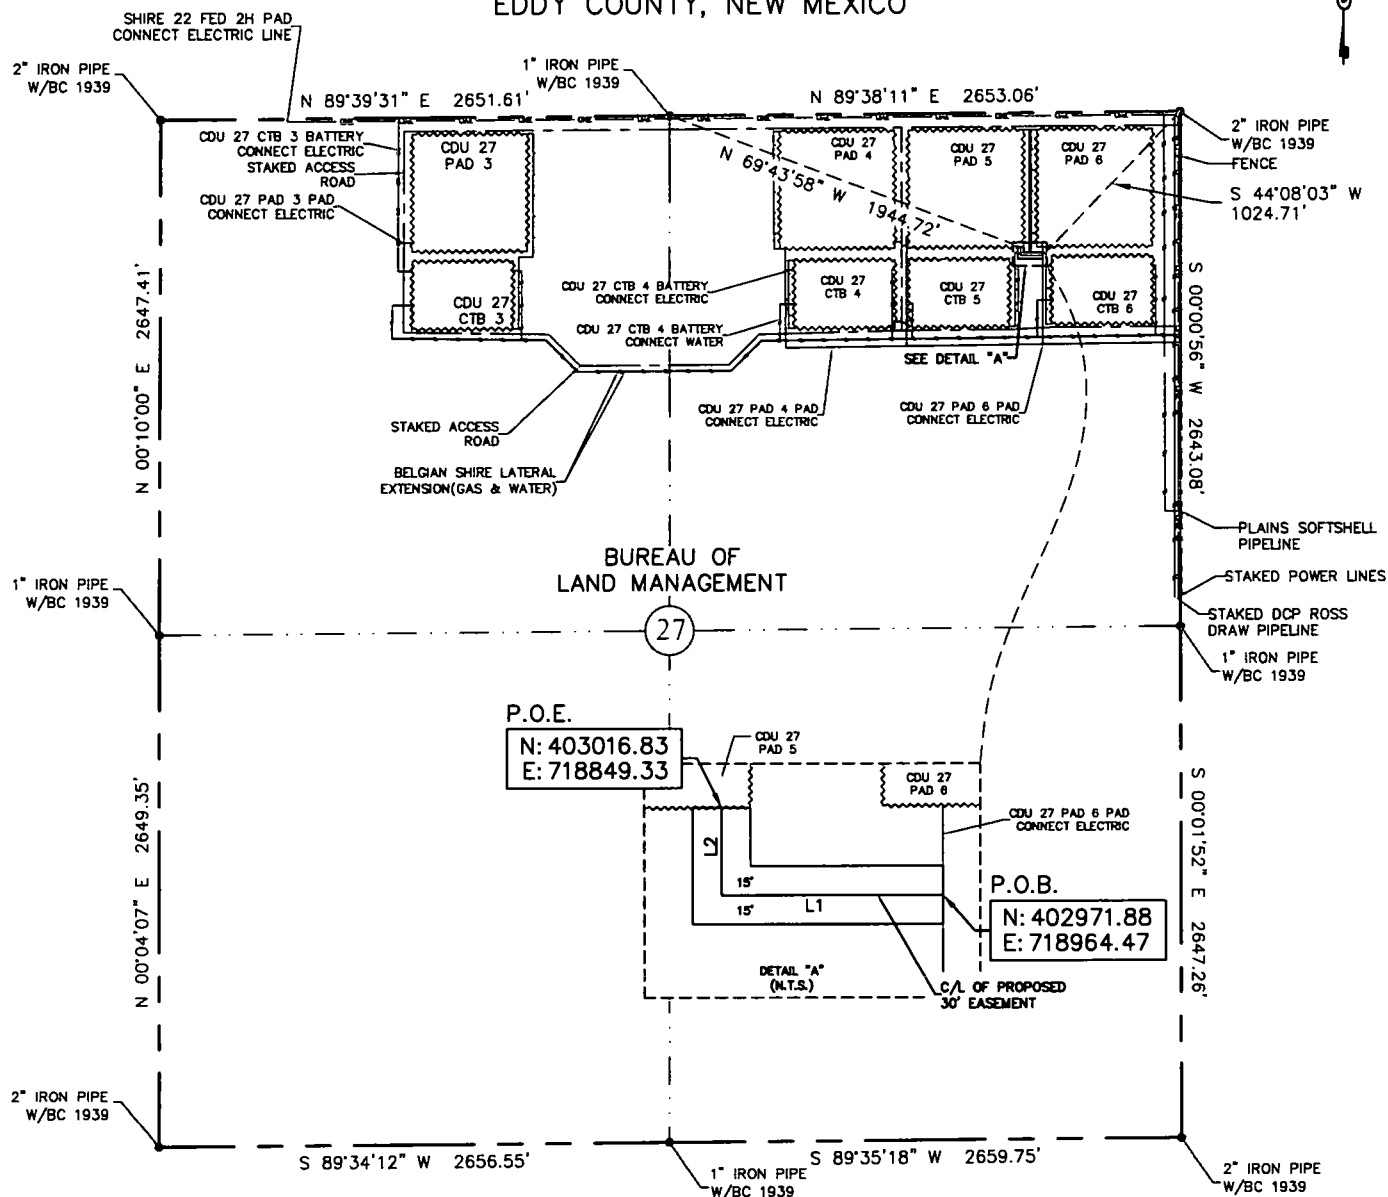 EDDY COUNTY, NEW MEXICO
SHIRE 22 FED 2H PAD
CONNECT ELECTRIC LINE
2" IRON PIPE
W/BC 1939
1" IRON PIPE
W/BC 1939
N 89°39'31" E 2651.61'
N 89°38'11" E 2653.06'
2" IRON PIPE
W/BC 1939
FENCE
S 44°08'03" W
1024.71'
CDU 27 CTB 3 BATTERY
CONNECT ELECTRIC
STAKED ACCESS
ROAD
CDU 27 PAD 3 PAD
CONNECT ELECTRIC
CDU 27
PAD 3
CDU 27
PAD 4
CDU 27
PAD 5
CDU 27
PAD 6
N 69°43'58" W 1944.72'
CDU 27
CTB 3
CDU 27 CTB 4 BATTERY
CONNECT ELECTRIC
CDU 27
CTB 4
CDU 27
CTB 5
CDU 27
CTB 6
CDU 27 CTB 4 BATTERY
CONNECT WATER
SEE DETAIL "A"
N 00°10'00" E 2647.41'
S 00°00'56" W 2643.08'
CDU 27 PAD 4 PAD
CONNECT ELECTRIC
CDU 27 PAD 6 PAD
CONNECT ELECTRIC
STAKED ACCESS
ROAD
BELGIAN SHIRE LATERAL
EXTENSION(GAS & WATER)
PLAINS SOFTSHELL
PIPELINE
BUREAU OF
LAND MANAGEMENT
STAKED POWER LINES
STAKED DCP ROSS
DRAW PIPELINE
1" IRON PIPE
W/BC 1939
27
1" IRON PIPE
W/BC 1939
P.O.E.
N: 403016.83
E: 718849.33
CDU 27
PAD 5
CDU 27
PAD 6
CDU 27 PAD 6 PAD
CONNECT ELECTRIC
L2
15'
15'
L1
P.O.B.
N: 402971.88
E: 718964.47
DETAIL "A"
(N.T.S.)
C/L OF PROPOSED
30' EASEMENT
N 00°04'07" E 2649.35'
S 00°01'52" E 2647.26'
2" IRON PIPE
W/BC 1939
S 89°34'12" W 2656.55'
1" IRON PIPE
W/BC 1939
S 89°35'18" W 2659.75'
2" IRON PIPE
W/BC 1939